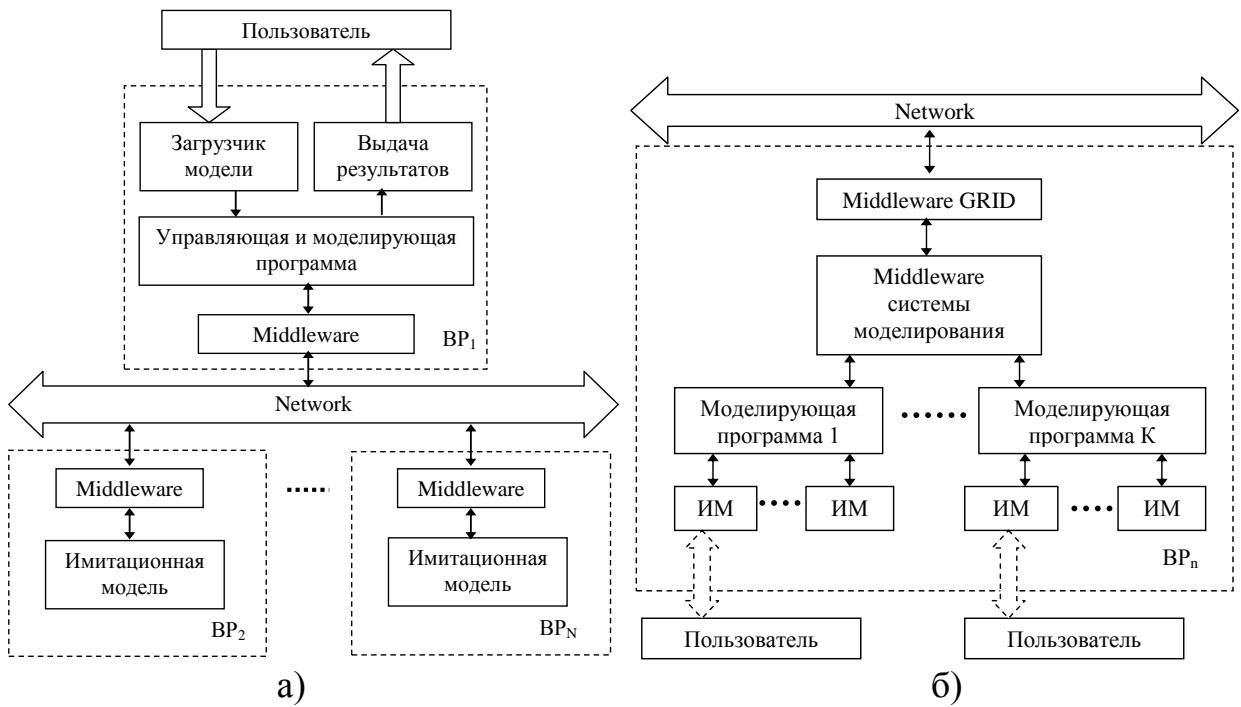 Пользователь
Загрузчик
модели
Выдача
результатов
Управляющая и моделирующая
программа
Middleware
ВР1
Network
Middleware
Имитационная
модель
ВР2
Middleware
Имитационная
модель
ВРN
а)
Network
Middleware GRID
Middleware
системы
моделирования
Моделирующая
программа 1
Моделирующая
программа К
ИМ
ИМ
ИМ
ИМ
ВРn
Пользователь
Пользователь
б)